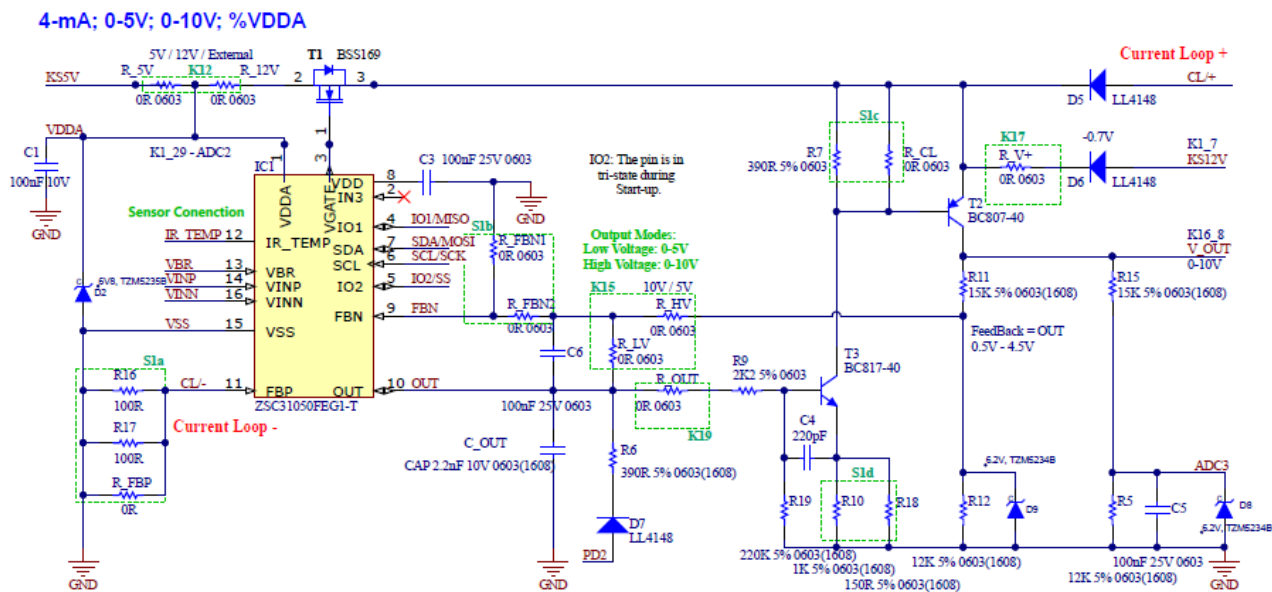 4-mA; 0-5V; 0-10V; %VDDA
5V / 12V / External
T1 BSS169
Current Loop +
KS5V
R_5V
K12
R_12V
2
3
CL/+
0R 0603
0R 0603
D5
LL4148
S1c
VDDA
K1_29 - ADC2
1
R7
390R 5% 0603
R_CL
0R 0603
K17
R_V+
0R 0603
-0.7V
D6
LL4148
K1_7
KS12V
C1
100nF 10V
GND
IC1
1
3
C3 100nF 25V 0603
IO2: The pin is in
tri-state during
Start-up.
GND
T2
BC807-40
VDDA
VGATE
VDD
8
IN3
2
Sensor Conenction
IR_TEMP
12
IR_TEMP
IO1
4
IO1/MISO
S1b
SDA
7
SDA/MOSI
SCL
6
SCL/SCK
R_FBN1
0R 0603
Output Modes:
Low Voltage: 0-5V
High Voltage: 0-10V
K16_8
V_OUT
0-10V
VBR
13
VBR
VINP
14
VINP
VINN
16
VINN
IO2
5
IO2/SS
6V8, TZM5235B
C
D2
K15
10V / 5V
R11
15K 5% 0603(1608)
R15
15K 5% 0603(1608)
VSS
15
VSS
FBN
9
FBN
R_FBN2
0R 0603
R_HV
0R 0603
R_LV
0R 0603
FeedBack = OUT
0.5V - 4.5V
C6
100nF 25V 0603
S1a
R16
100R
CL/-
11
FBP
OUT
10
OUT
ZSC31050FEG1-T
R_OUT
0R 0603
K19
R9
2K2 5% 0603
T3
BC817-40
Current Loop -
R17
100R
R_FBP
0R
C_OUT
CAP 2.2nF 10V 0603(1608)
R6
390R 5% 0603(1608)
C4
220pF
S1d
6.2V, TZM5234B
ADC3
R19
R10
R18
R12
C
D9
R5
C5
C
D8
6.2V, TZM5234B
D7
LL4148
PD2
220K 5% 0603(1608)
1K 5% 0603(1608)
150R 5% 0603(1608)
12K 5% 0603(1608)
100nF 25V 0603
12K 5% 0603(1608)
GND
GND
GND